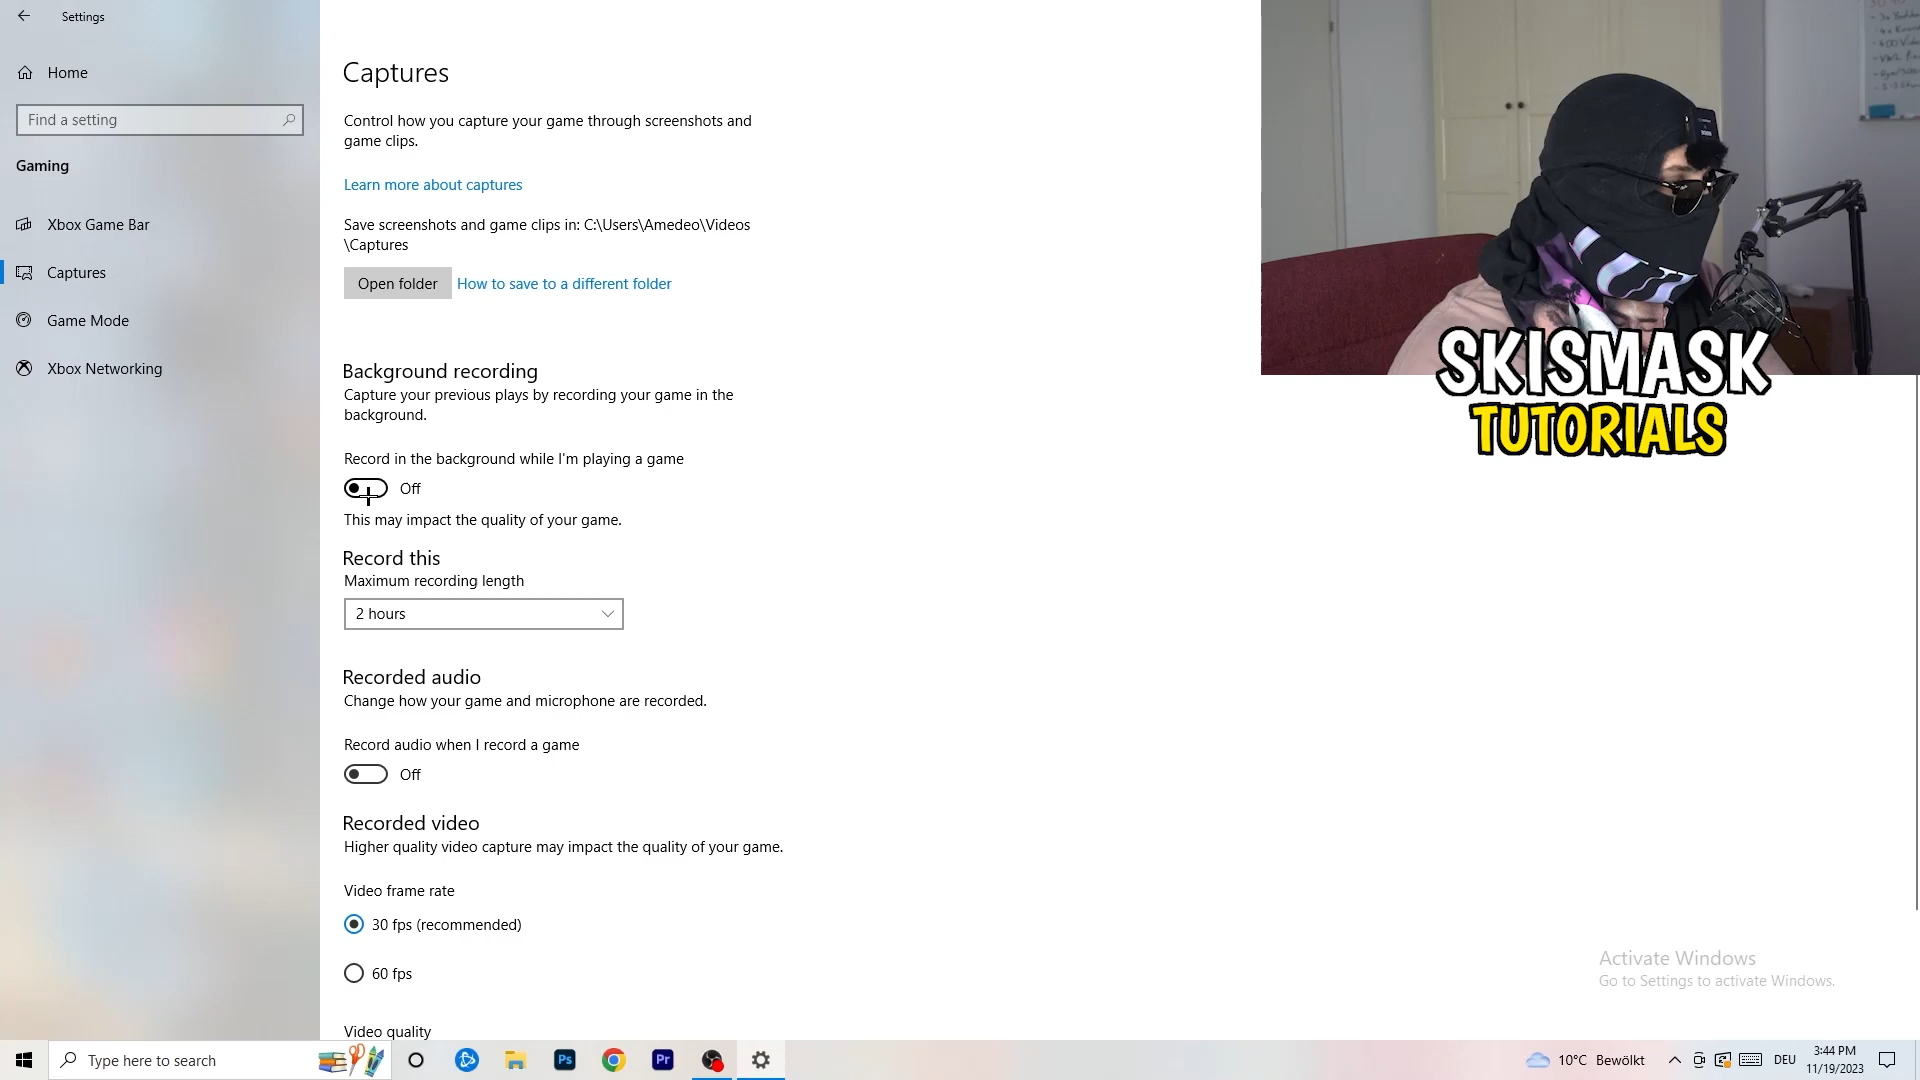 Settings
Home
Find a setting
Gaming
Xbox Game Bar
Captures
Game Mode
Xbox Networking
Captures
Control how you capture your game through screenshots and
game clips.
Learn more about captures
Save screenshots and game clips in: C:\Users\Amedeo\Videos
\Captures
Open folder
How to save to a different folder
Background recording
Capture your previous plays by recording your game in the
background.
Record in the background while I'm playing a game
Off
This may impact the quality of your game.
Record this
Maximum recording length
2 hours
Recorded audio
Change how your game and microphone are recorded.
Record audio when I record a game
Off
Recorded video
Higher quality video capture may impact the quality of your game.
Video frame rate
30 fps (recommended)
60 fps
Video quality
SKISMASK
TUTORIALS
Activate Windows
Go to Settings to activate Windows.
Type here to search
Ps
Pr
10°C Bewölkt
DEU
3:44 PM
11/19/2023